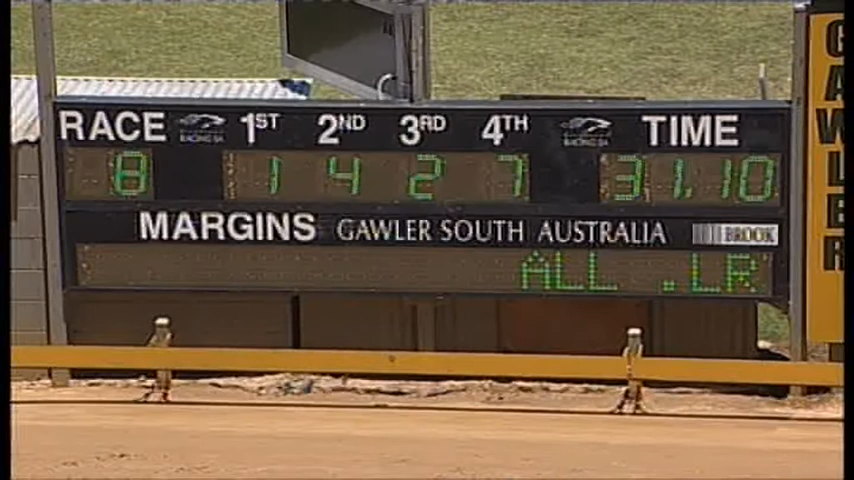 RACE 1ST 2ND 3RD 4TH TIME
8 1 4 2 7 31.10
MARGINS GAWLER SOUTH AUSTRALIA BROOK
ALL .LR
GAWLER